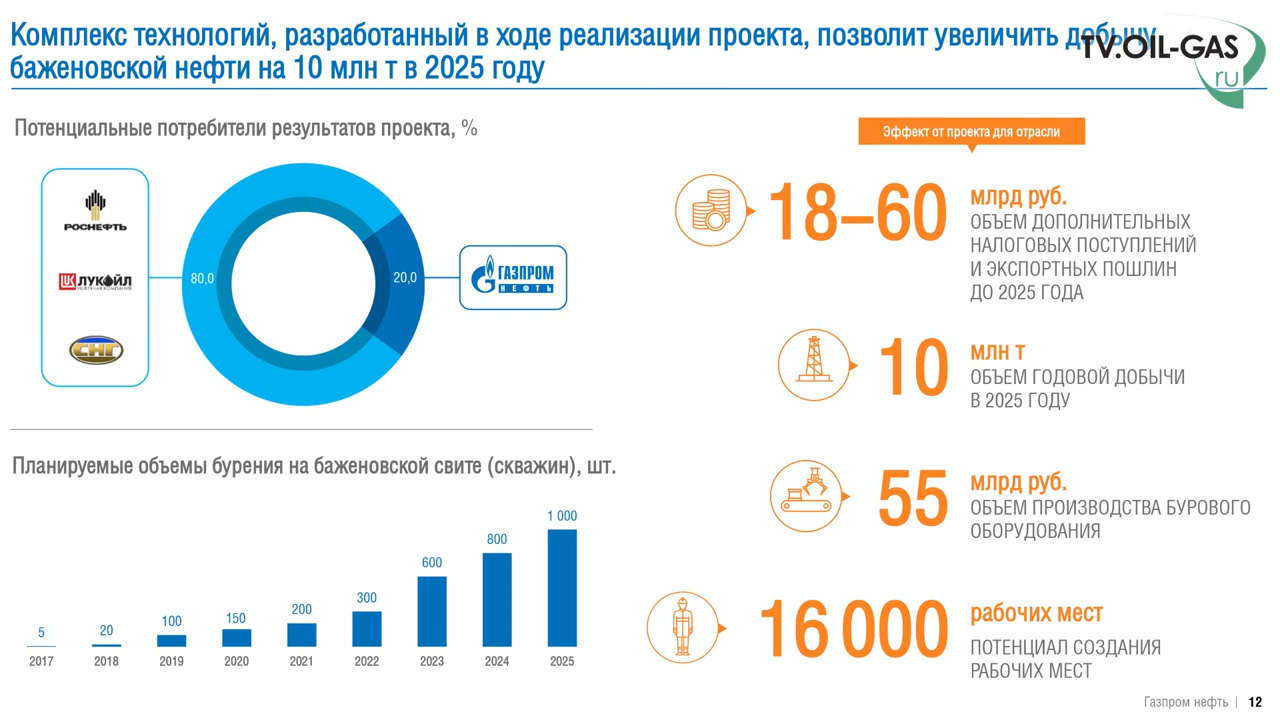 Комплекс технологий, разработанный в ходе реализации проекта, позволит увеличить добычу
баженовской нефти на 10 млн т в 2025 году
TV.OIL-GAS
ru
Потенциальные потребители результатов проекта, %
РОСНЕФТЬ
ЛУКОЙЛ
НЕФТЯНАЯ КОМПАНИЯ
СНГ
80,0
20,0
ГАЗПРОМ
НЕФТЬ
Планируемые объемы бурения на баженовской свите (скважин), шт.
5
20
100
150
200
300
600
800
1 000
2017
2018
2019
2020
2021
2022
2023
2024
2025
Эффект от проекта для отрасли
18–60
млрд руб.
ОБЪЕМ ДОПОЛНИТЕЛЬНЫХ
НАЛОГОВЫХ ПОСТУПЛЕНИЙ
И ЭКСПОРТНЫХ ПОШЛИН
ДО 2025 ГОДА
10
млн т
ОБЪЕМ ГОДОВОЙ ДОБЫЧИ
В 2025 ГОДУ
55
млрд руб.
ОБЪЕМ ПРОИЗВОДСТВА БУРОВОГО
ОБОРУДОВАНИЯ
16 000
рабочих мест
ПОТЕНЦИАЛ СОЗДАНИЯ
РАБОЧИХ МЕСТ
Газпром нефть | 12